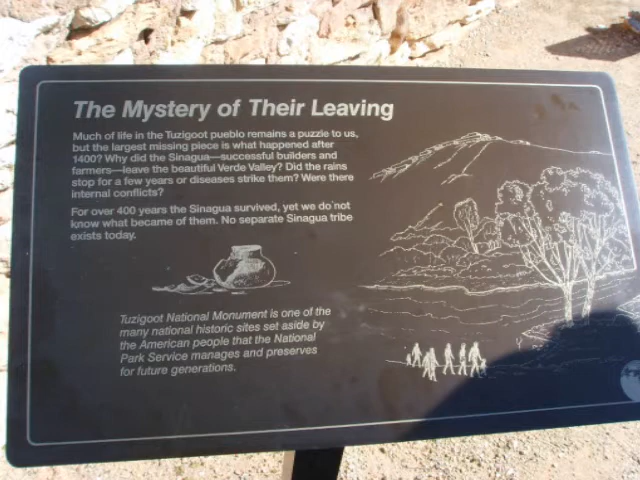 The Mystery of Their Leaving
Much of life in the Tuzigoot pueblo remains a puzzle to us,
but the largest missing piece is what happened after
1400? Why did the Sinagua—successful builders and
farmers—leave the beautiful Verde Valley? Did the rains
stop for a few years or diseases strike them? Were there
internal conflicts?
For over 400 years the Sinagua survived, yet we do not
know what became of them. No separate Sinagua tribe
exists today.
Tuzigoot National Monument is one of the
many national historic sites set aside by
the American people that the National
Park Service manages and preserves
for future generations.